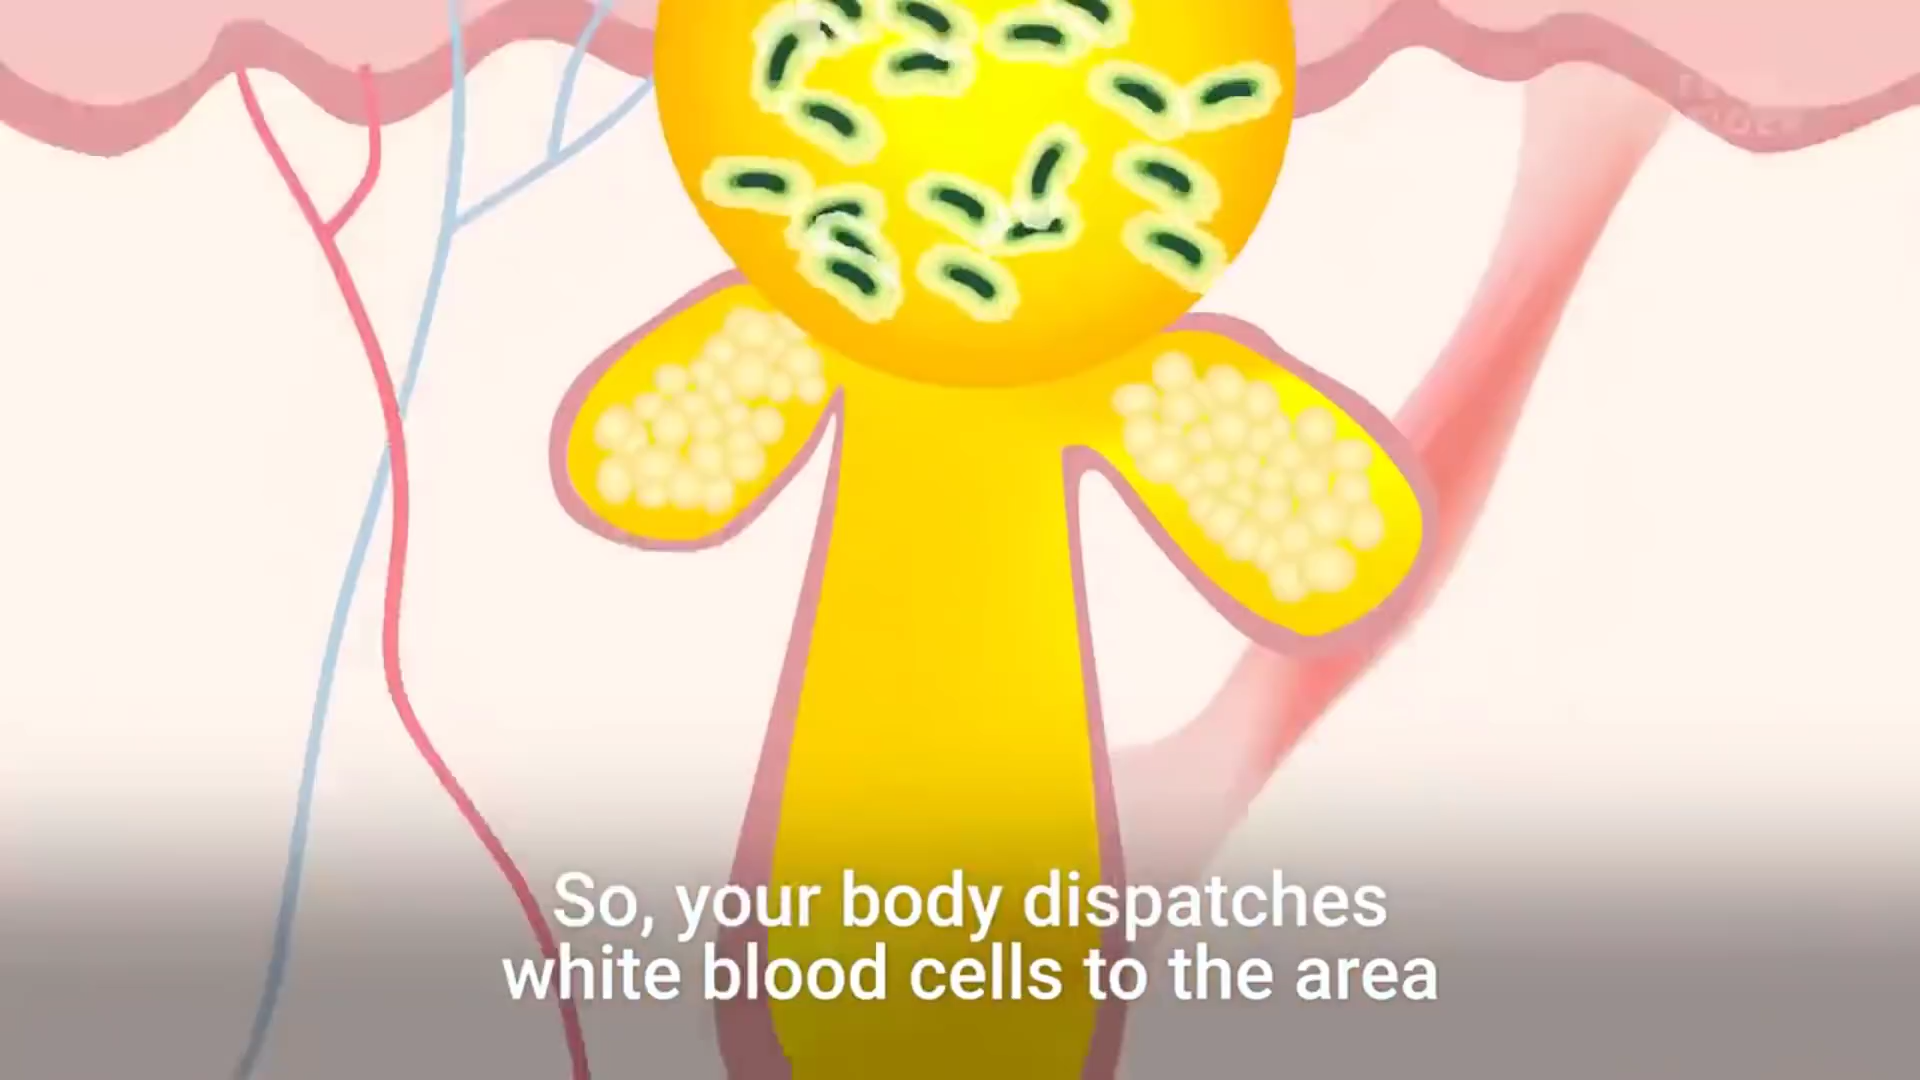 So, your body dispatches
white blood cells to the area